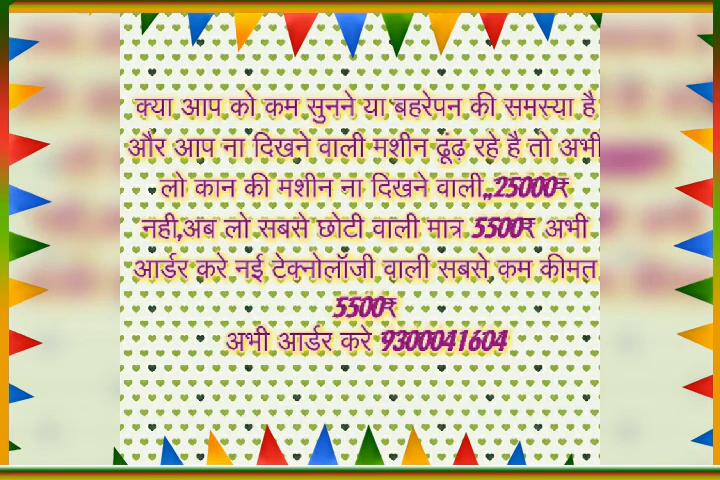 क्या आप को कम सुनने या बहरेपन की समस्या है
और आप ना दिखने वाली मशीन ढूंढ़ रहे है तो अभी
लो कान की मशीन ना दिखने वाली,,25000₹
नही,अब लो सबसे छोटी वाली मात्र 5500₹ अभी
आर्डर करे नई टेक्नोलॉजी वाली सबसे कम कीमत
5500₹
अभी आर्डर करे 9300041604